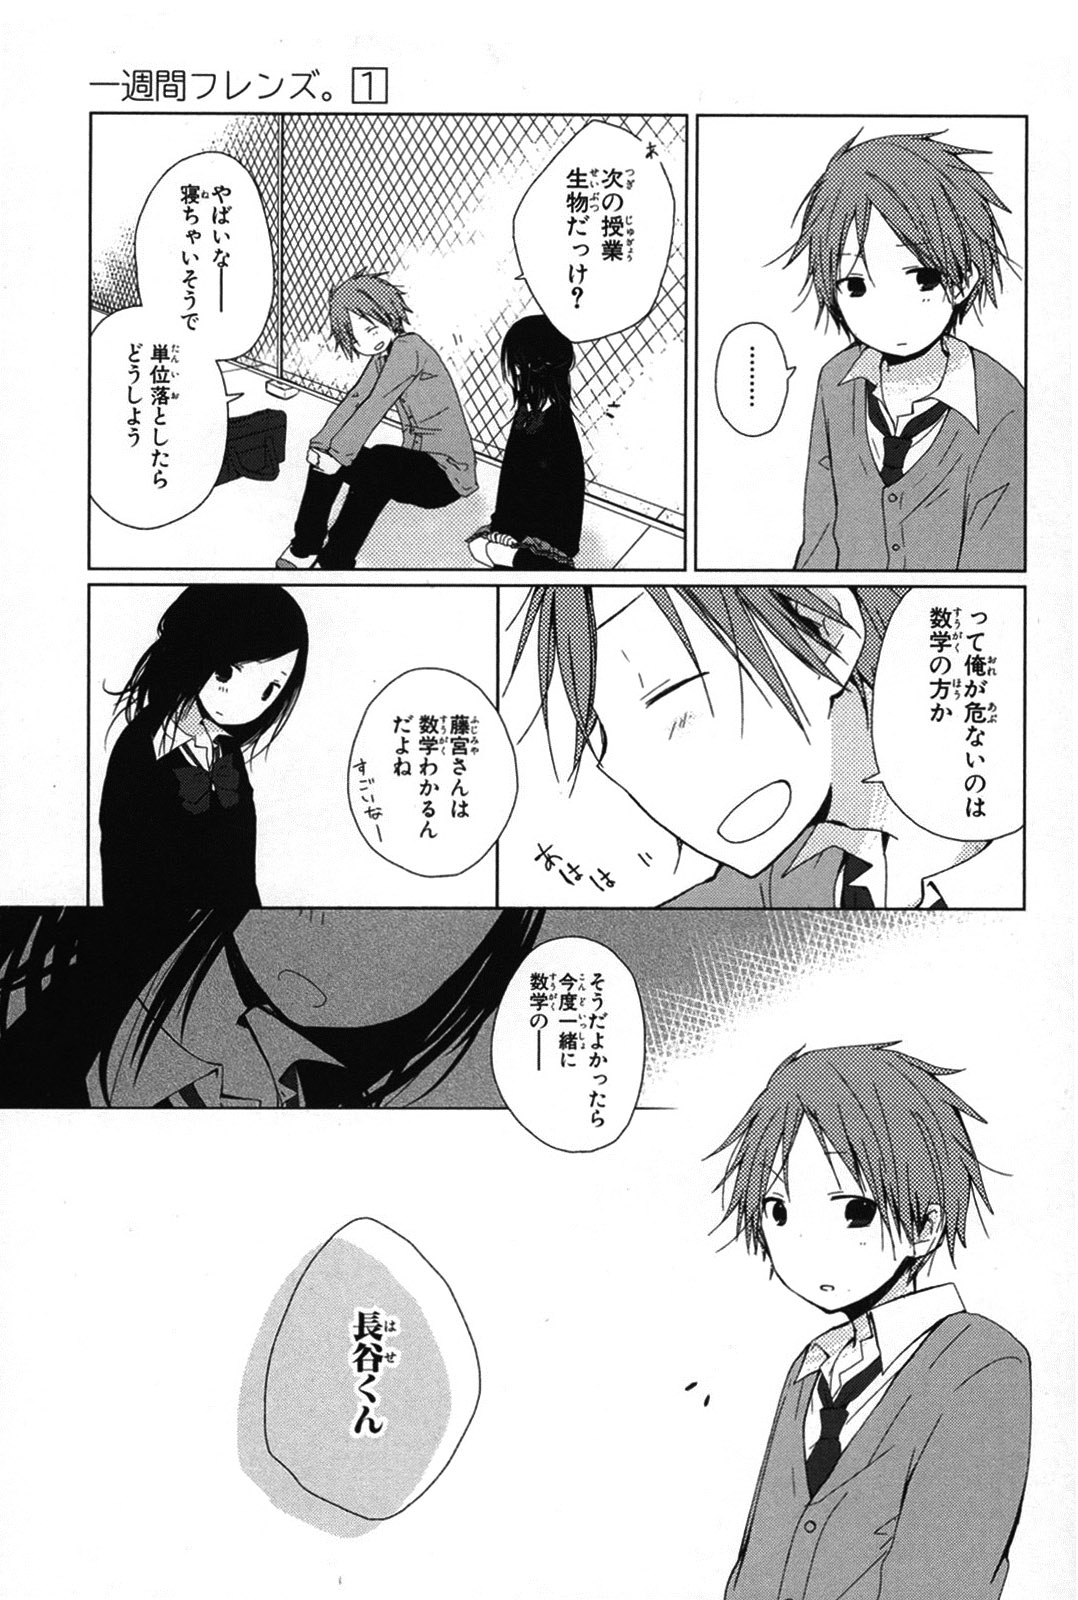 一週間フレンズ。1
………
あ
次の授業
生物だっけ？
やばいな——
寝ちゃいそうで
単位落としたら
どうしよう
って俺が危ないのは
数学の方か
あはは
藤宮さんは
数学わかるん
だよね
すごいなー
そうだよかったら
今度一緒に
数学の——
長谷くん